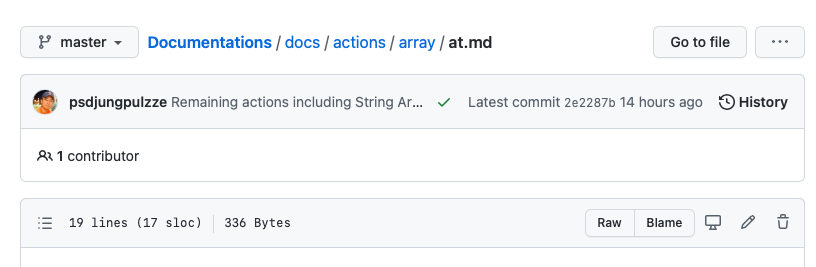 master Documentations / docs / actions / array / at.md Go to file ...
psdjungpulzze Remaining actions including String Ar... Latest commit 2e2287b 14 hours ago History
1 contributor
19 lines (17 sloc) 336 Bytes Raw Blame